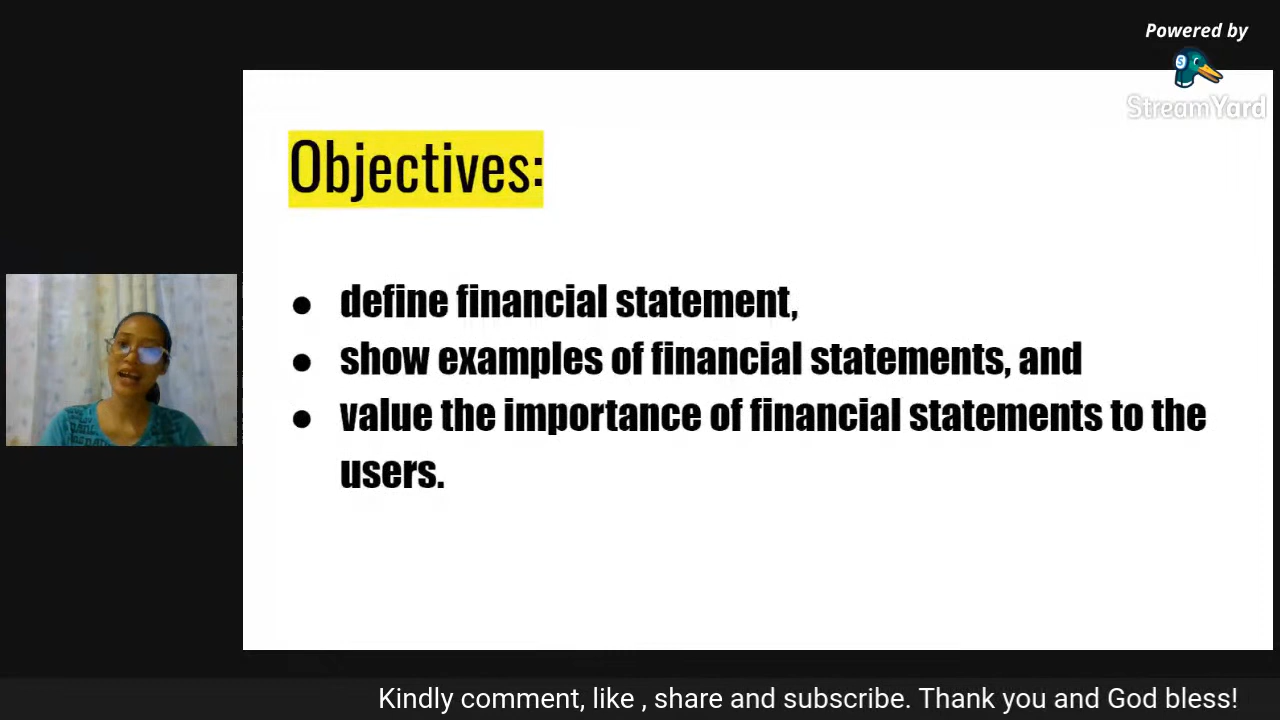 Powered by
StreamYard
Objectives:
● define financial statement,
● show examples of financial statements, and
● value the importance of financial statements to the
users.
Kindly comment, like , share and subscribe. Thank you and God bless!